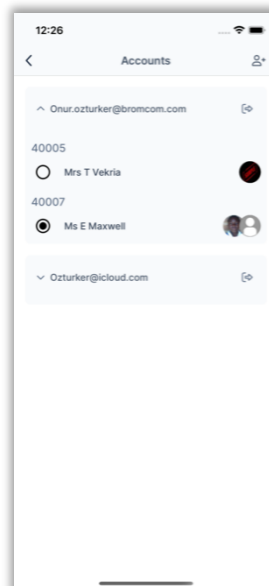 12:26
Accounts
Onur.ozturker@bromcom.com
40005
Mrs T Vekria
40007
Ms E Maxwell
Ozturker@icloud.com